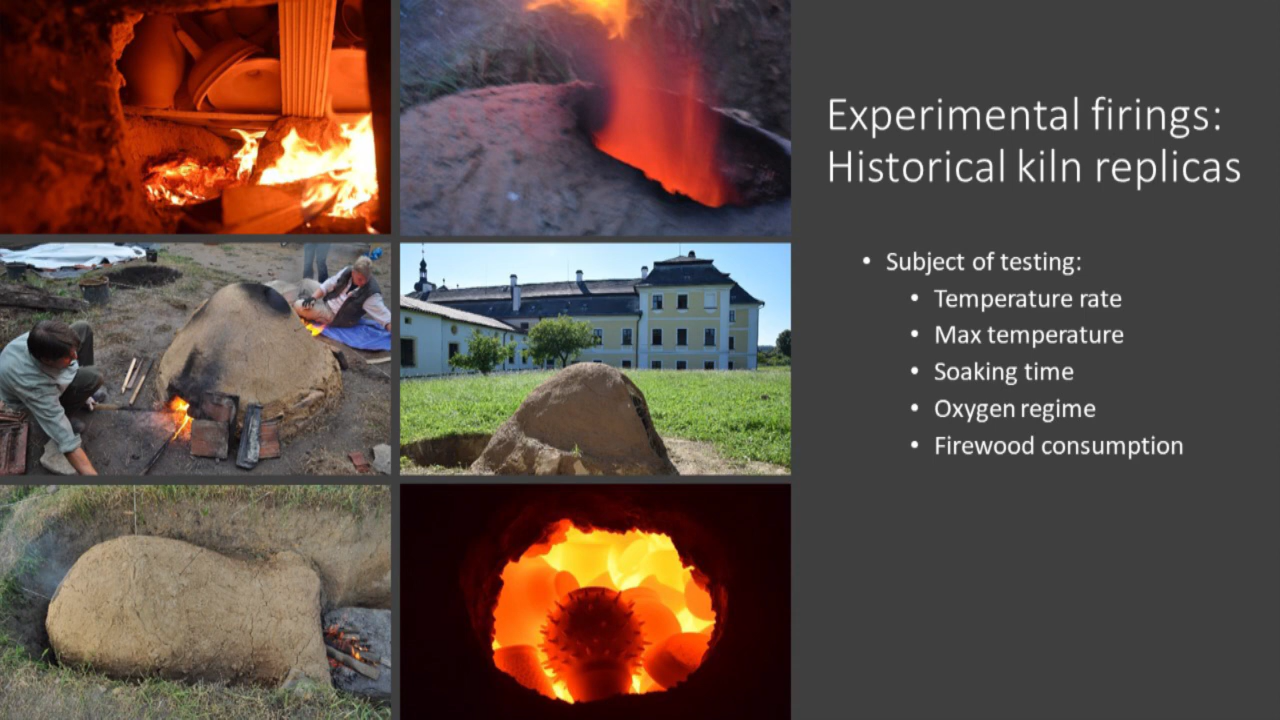 Experimental firings:
Historical kiln replicas
• Subject of testing:
• Temperature rate
• Max temperature
• Soaking time
• Oxygen regime
• Firewood consumption